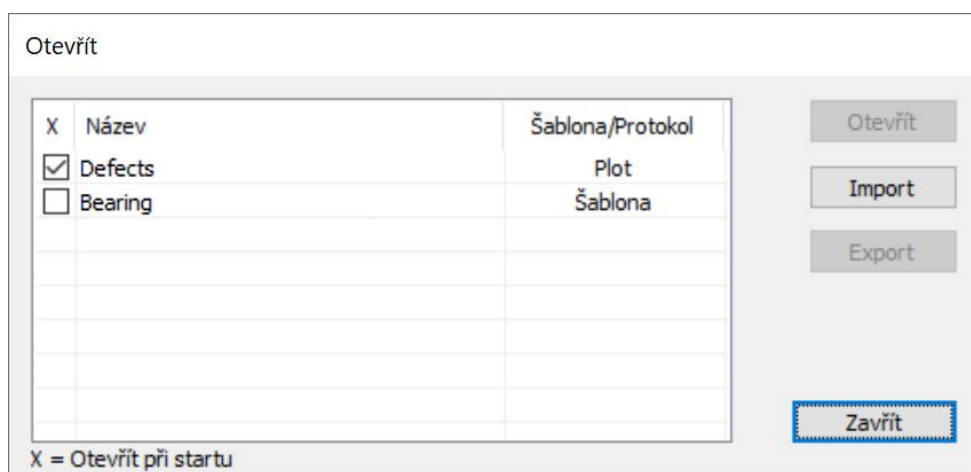 Otevřít
X Název Šablona/Protokol
Defects Plot
Bearing Šablona
Otevřít
Import
Export
Zavřít
X = Otevřít při startu